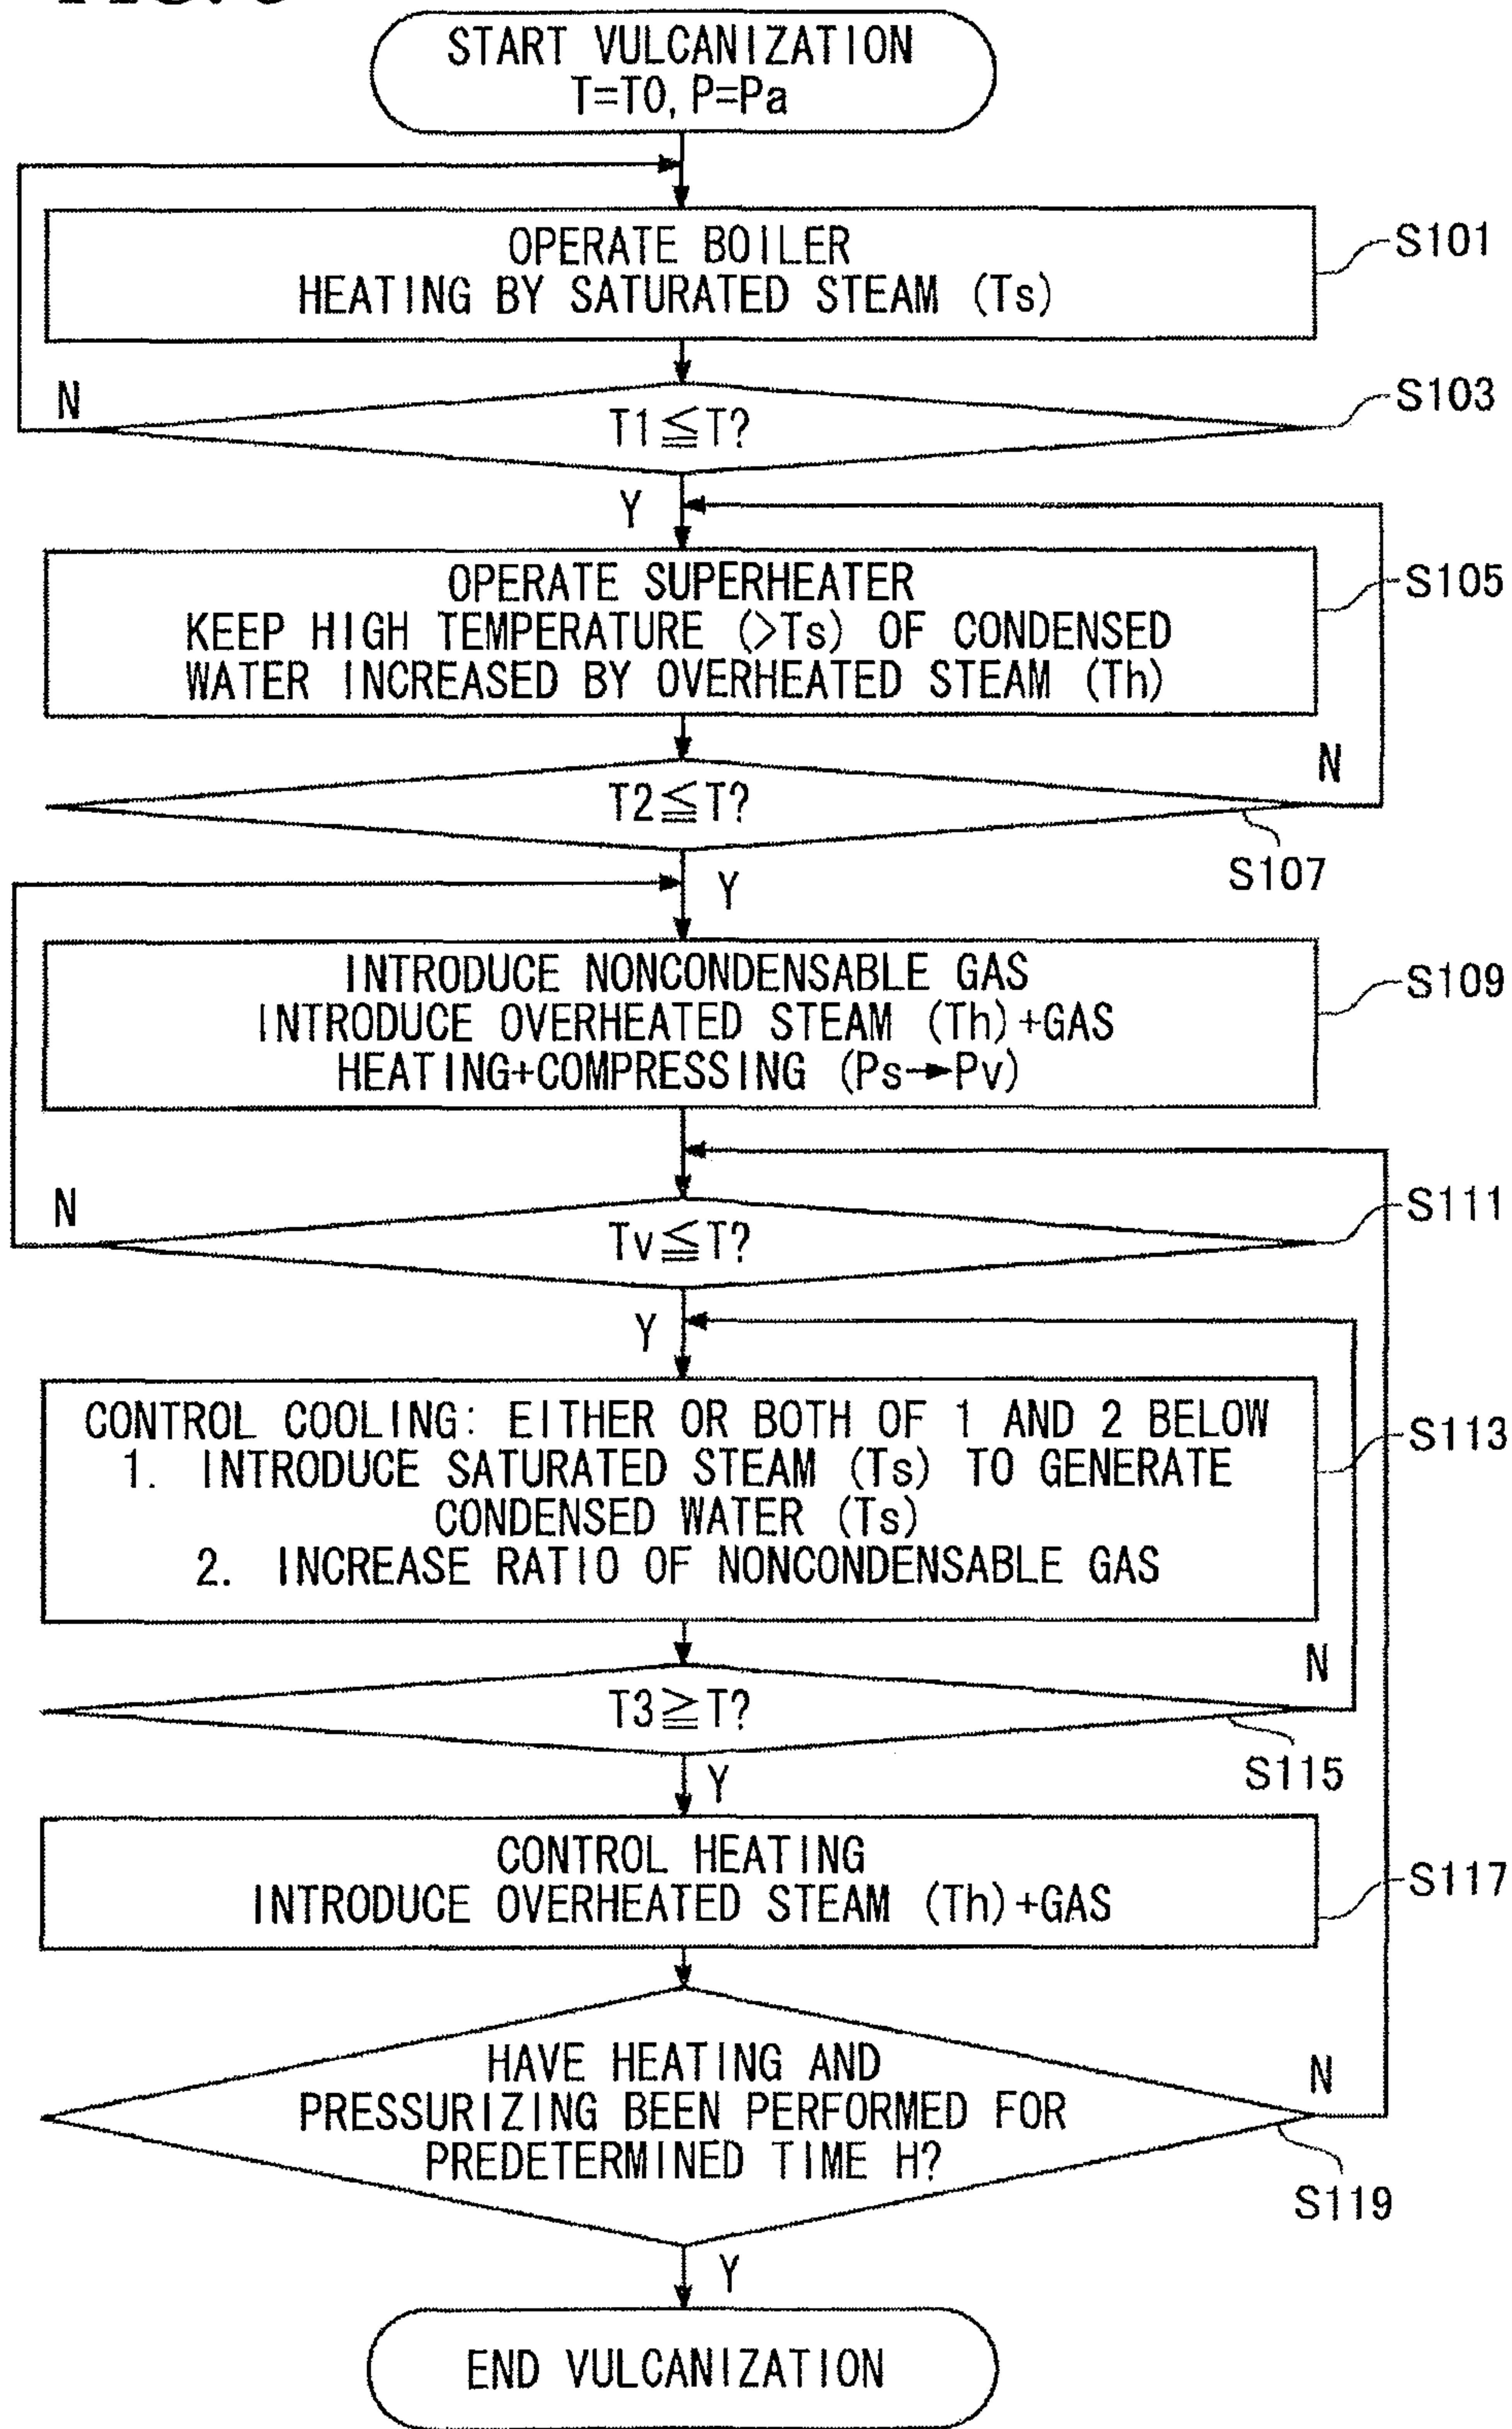 START VULCANIZATION
T=T0, P=Pa
OPERATE BOILER
HEATING BY SATURATED STEAM (Ts)
S101
N
T1≦T?
S103
Y
OPERATE SUPERHEATER
KEEP HIGH TEMPERATURE (>Ts) OF CONDENSED
WATER INCREASED BY OVERHEATED STEAM (Th)
S105
T2≦T?
N
S107
Y
INTRODUCE NONCONDENSABLE GAS
INTRODUCE OVERHEATED STEAM (Th)+GAS
HEATING+COMPRESSING (Ps→Pv)
S109
N
Tv≦T?
S111
Y
CONTROL COOLING: EITHER OR BOTH OF 1 AND 2 BELOW
1. INTRODUCE SATURATED STEAM (Ts) TO GENERATE
CONDENSED WATER (Ts)
2. INCREASE RATIO OF NONCONDENSABLE GAS
S113
T3≧T?
N
S115
Y
CONTROL HEATING
INTRODUCE OVERHEATED STEAM (Th)+GAS
S117
HAVE HEATING AND
PRESSURIZING BEEN PERFORMED FOR
PREDETERMINED TIME H?
N
S119
Y
END VULCANIZATION